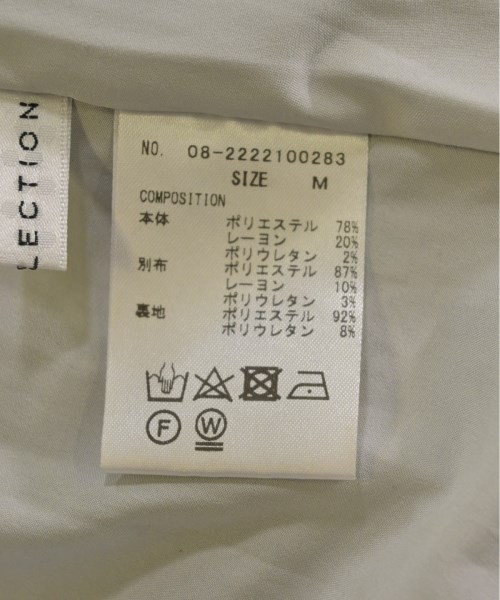 LECTION
NO. 08-2222100283
SIZE M
COMPOSITION
本体 ポリエステル 78%
レーヨン 20%
ポリウレタン 2%
別布 ポリエステル 87%
レーヨン 10%
ポリウレタン 3%
裏地 ポリエステル 92%
ポリウレタン 8%
F W